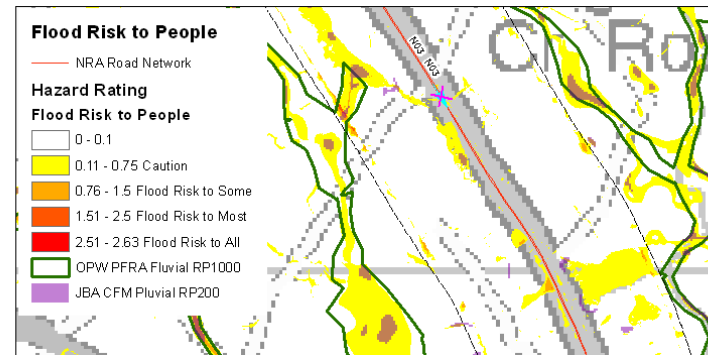 Flood Risk to People
NRA Road Network
Hazard Rating
Flood Risk to People
0 - 0.1
0.11 - 0.75 Caution
0.76 - 1.5 Flood Risk to Some
1.51 - 2.5 Flood Risk to Most
2.51 - 2.63 Flood Risk to All
OPW PFRA Fluvial RP1000
JBA CFM Pluvial RP200
N03 N03